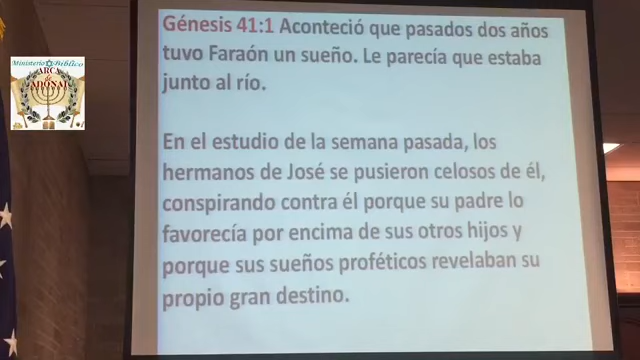 Ministerio Bíblico
ARCA
de
ADONAI
Génesis 41:1 Aconteció que pasados dos años
tuvo Faraón un sueño. Le parecía que estaba
junto al río.
En el estudio de la semana pasada, los
hermanos de José se pusieron celosos de él,
conspirando contra él porque su padre lo
favorecía por encima de sus otros hijos y
porque sus sueños proféticos revelaban su
propio gran destino.